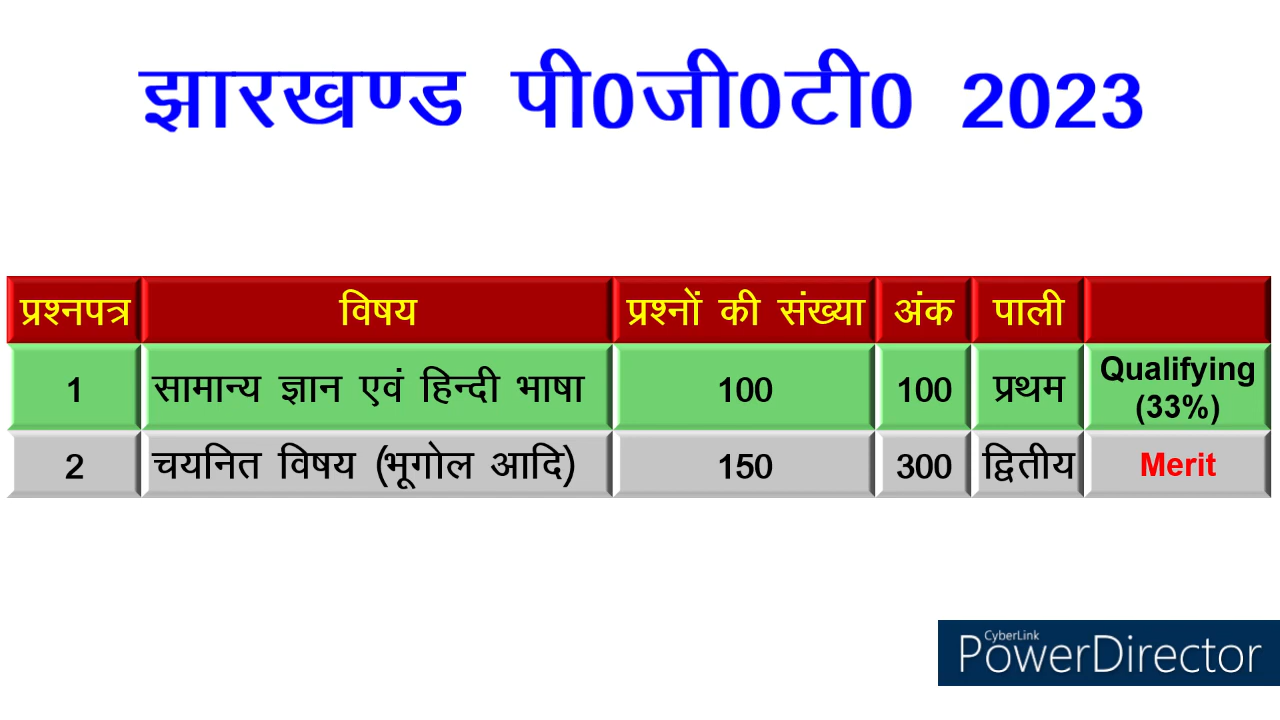 झारखण्ड पी0जी0टी0 2023
प्रश्नपत्र विषय प्रश्नों की संख्या अंक पाली
1 सामान्य ज्ञान एवं हिन्दी भाषा 100 100 प्रथम Qualifying (33%)
2 चयनित विषय (भूगोल आदि) 150 300 द्वितीय Merit
CyberLink
PowerDirector